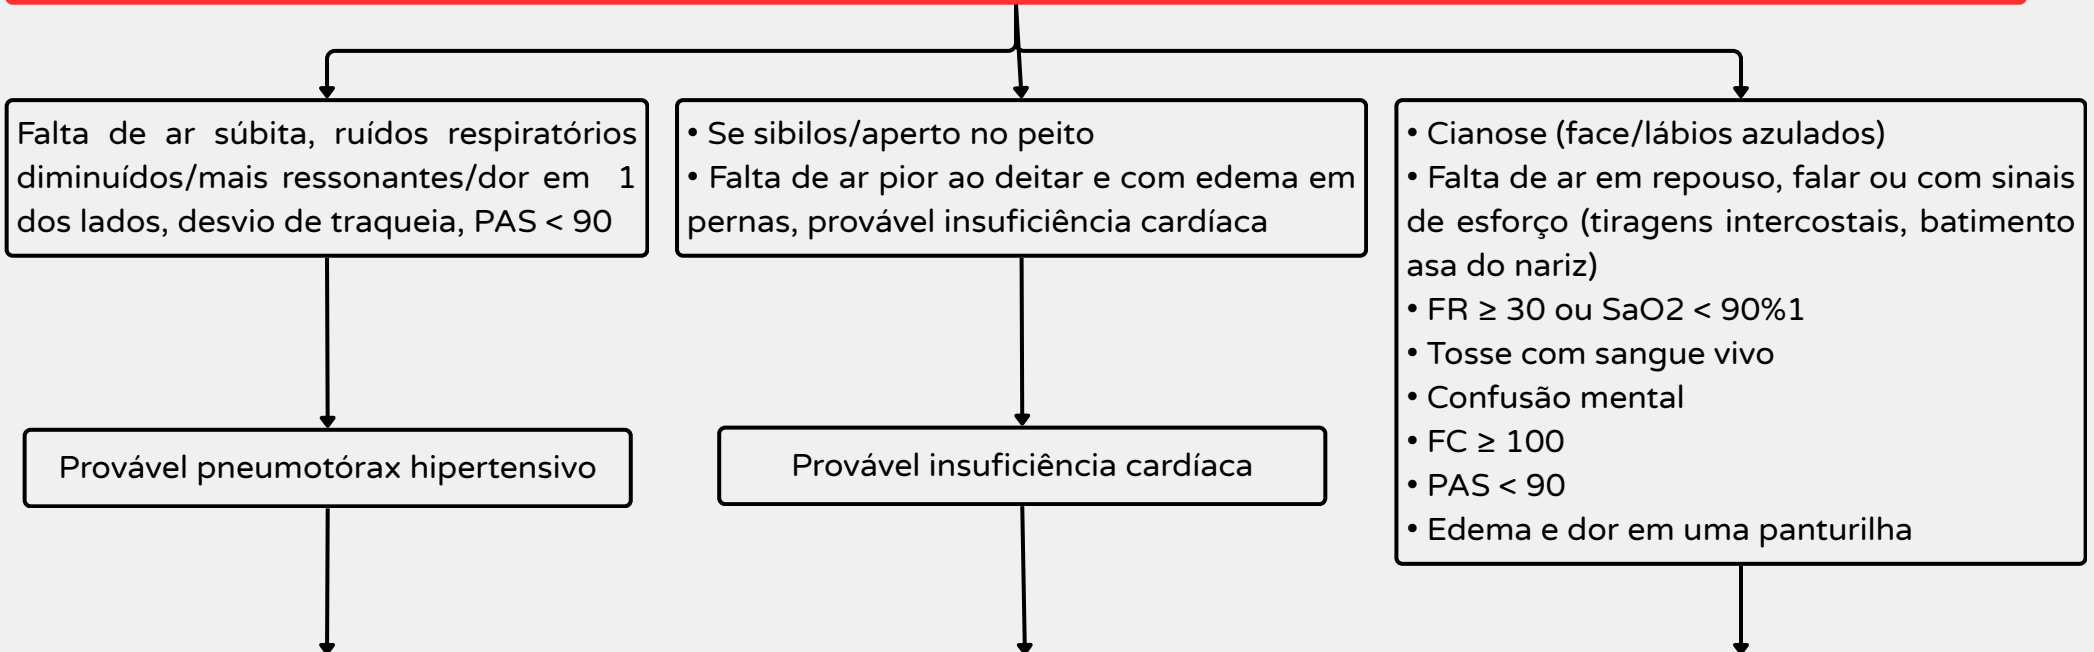 Falta de ar súbita, ruídos respiratórios
diminuídos/mais ressonantes/dor em 1
dos lados, desvio de traqueia, PAS < 90
• Se sibilos/aperto no peito
• Falta de ar pior ao deitar e com edema em
pernas, provável insuficiência cardíaca
• Cianose (face/lábios azulados)
• Falta de ar em repouso, falar ou com sinais
de esforço (tiragens intercostais, batimento
asa do nariz)
• FR ≥ 30 ou SaO2 < 90%1
• Tosse com sangue vivo
• Confusão mental
• FC ≥ 100
• PAS < 90
• Edema e dor em uma panturilha
Provável pneumotórax hipertensivo
Provável insuficiência cardíaca